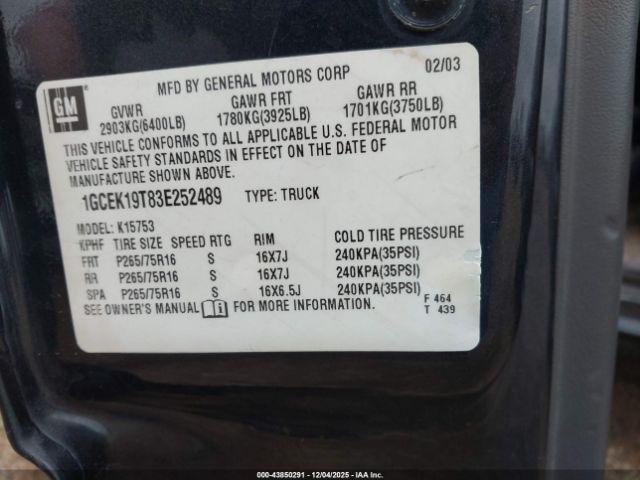 MFD BY GENERAL MOTORS CORP 02/03
GM
GVWR GAWR FRT GAWR RR
2903KG(6400LB) 1780KG(3925LB) 1701KG(3750LB)
THIS VEHICLE CONFORMS TO ALL APPLICABLE U.S. FEDERAL MOTOR
VEHICLE SAFETY STANDARDS IN EFFECT ON THE DATE OF
MANUFACTURE SHOWN ABOVE.
1GCEK19T83E252489 TYPE: TRUCK
MODEL: K15753
KPHF TIRE SIZE SPEED RTG RIM COLD TIRE PRESSURE
FRT P265/75R16 S 16X7J 240KPA(35PSI)
RR P265/75R16 S 16X7J 240KPA(35PSI)
SPA P265/75R16 S 16X6.5J 240KPA(35PSI)
SEE OWNER'S MANUAL FOR MORE INFORMATION.
F 464
T 439
000-43850291 - 12/04/2025 - IAA Inc.